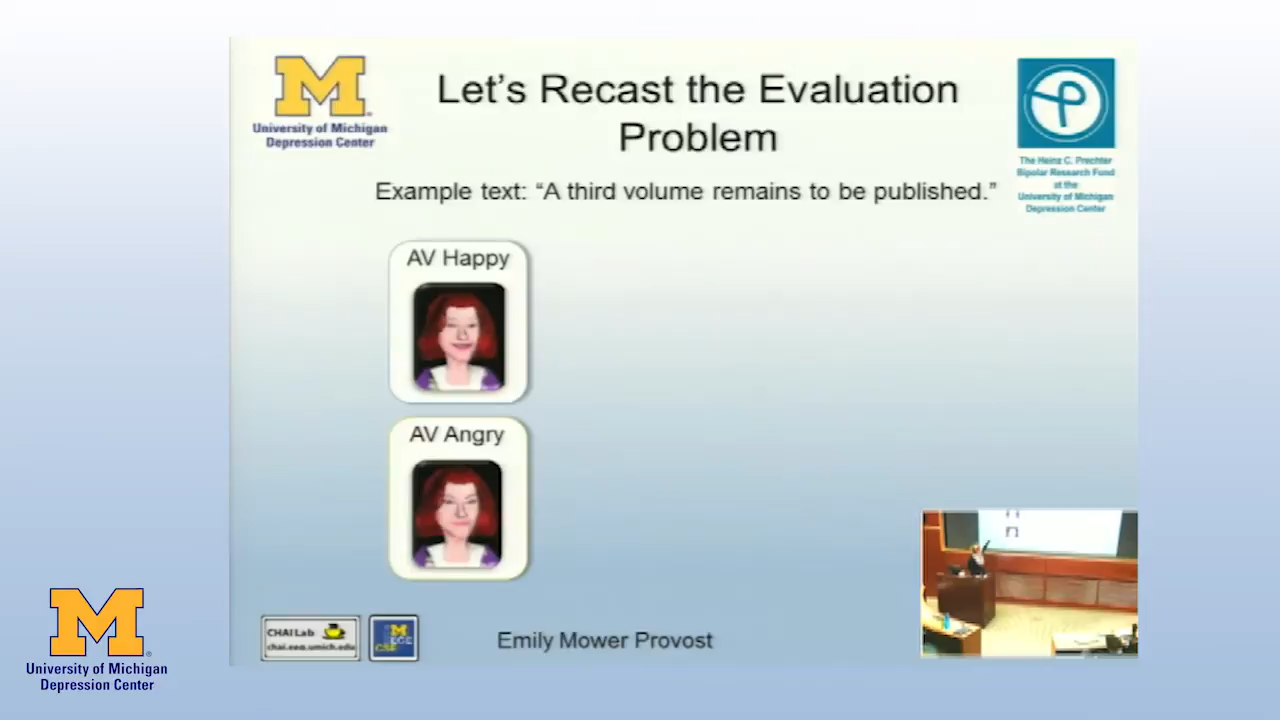 Let's Recast the Evaluation
Problem
University of Michigan
Depression Center
The Heinz C. Prechter
Bipolar Research Fund
at the
University of Michigan
Depression Center
Example text: “A third volume remains to be published.”
AV Happy
AV Angry
CHAI Lab
chai.eecs.umich.edu
M
ECE
CSE
Emily Mower Provost
M
University of Michigan
Depression Center